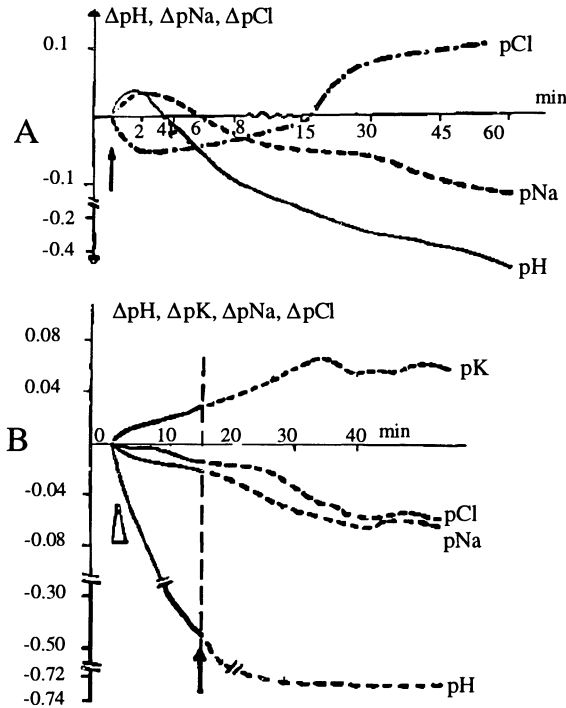 ΔpH, ΔpNa, ΔpCl
0.1
pCl
min
A
2 4 6 8 15 30 45 60
-0.1
pNa
-0.2
-0.4
pH
ΔpH, ΔpK, ΔpNa, ΔpCl
0.08
pK
0.04
B
0 10 20 30 40 min
-0.04
pCl
pNa
-0.08
-0.30
-0.50
-0.72
pH
-0.74